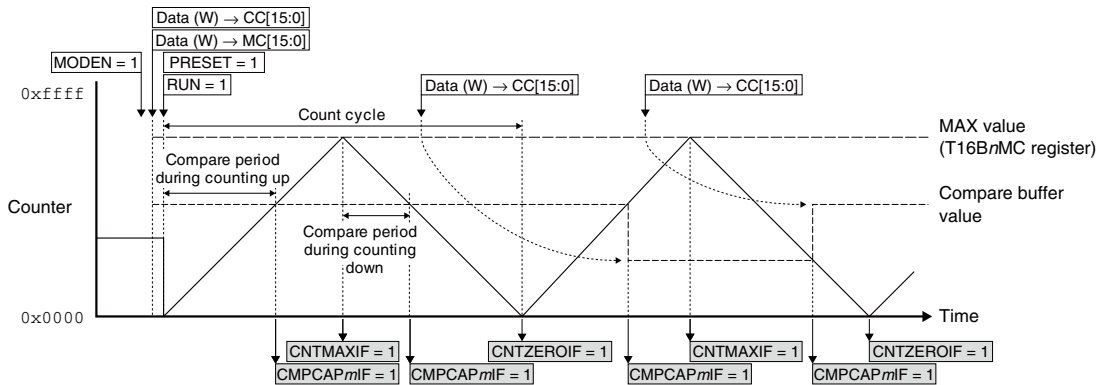 Data (W) → CC[15:0]
Data (W) → MC[15:0]
MODEN = 1
PRESET = 1
RUN = 1
Data (W) → CC[15:0]
Data (W) → CC[15:0]
0xffff
Count cycle
MAX value
(T16BnMC register)
Compare period
during counting up
Compare buffer
value
Counter
Compare period
during counting
down
0x0000
Time
CNTMAXIF = 1
CNTZEROIF = 1
CNTMAXIF = 1
CNTZEROIF = 1
CMPCAPmIF = 1
CMPCAPmIF = 1
CMPCAPmIF = 1
CMPCAPmIF = 1